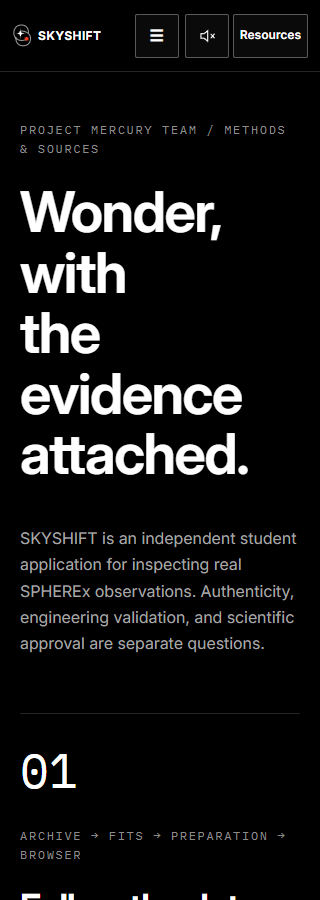 SKYSHIFT
Resources
PROJECT MERCURY TEAM / METHODS
& SOURCES
Wonder,
with
the
evidence
attached.
SKYSHIFT is an independent student
application for inspecting real
SPHEREx observations. Authenticity,
engineering validation, and scientific
approval are separate questions.
01
ARCHIVE → FITS → PREPARATION →
BROWSER